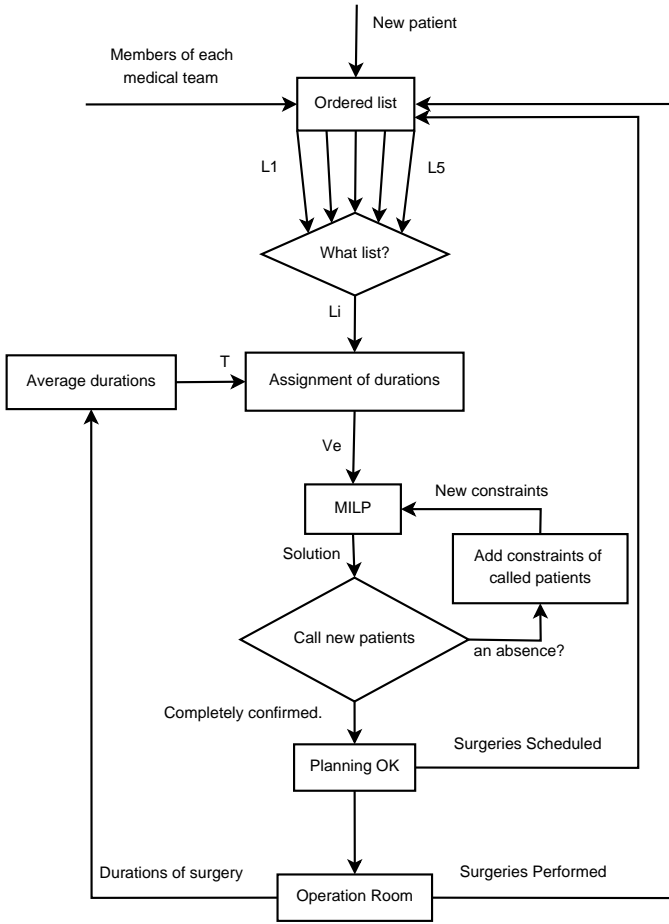 New patient
Members of each
medical team
Ordered list
L1
L5
What list?
Li
Average durations
T
Assignment of durations
Ve
New constraints
MILP
Solution
Add constraints of
called patients
Call new patients
an absence?
Completely confirmed.
Surgeries Scheduled
Planning OK
Durations of surgery
Surgeries Performed
Operation Room